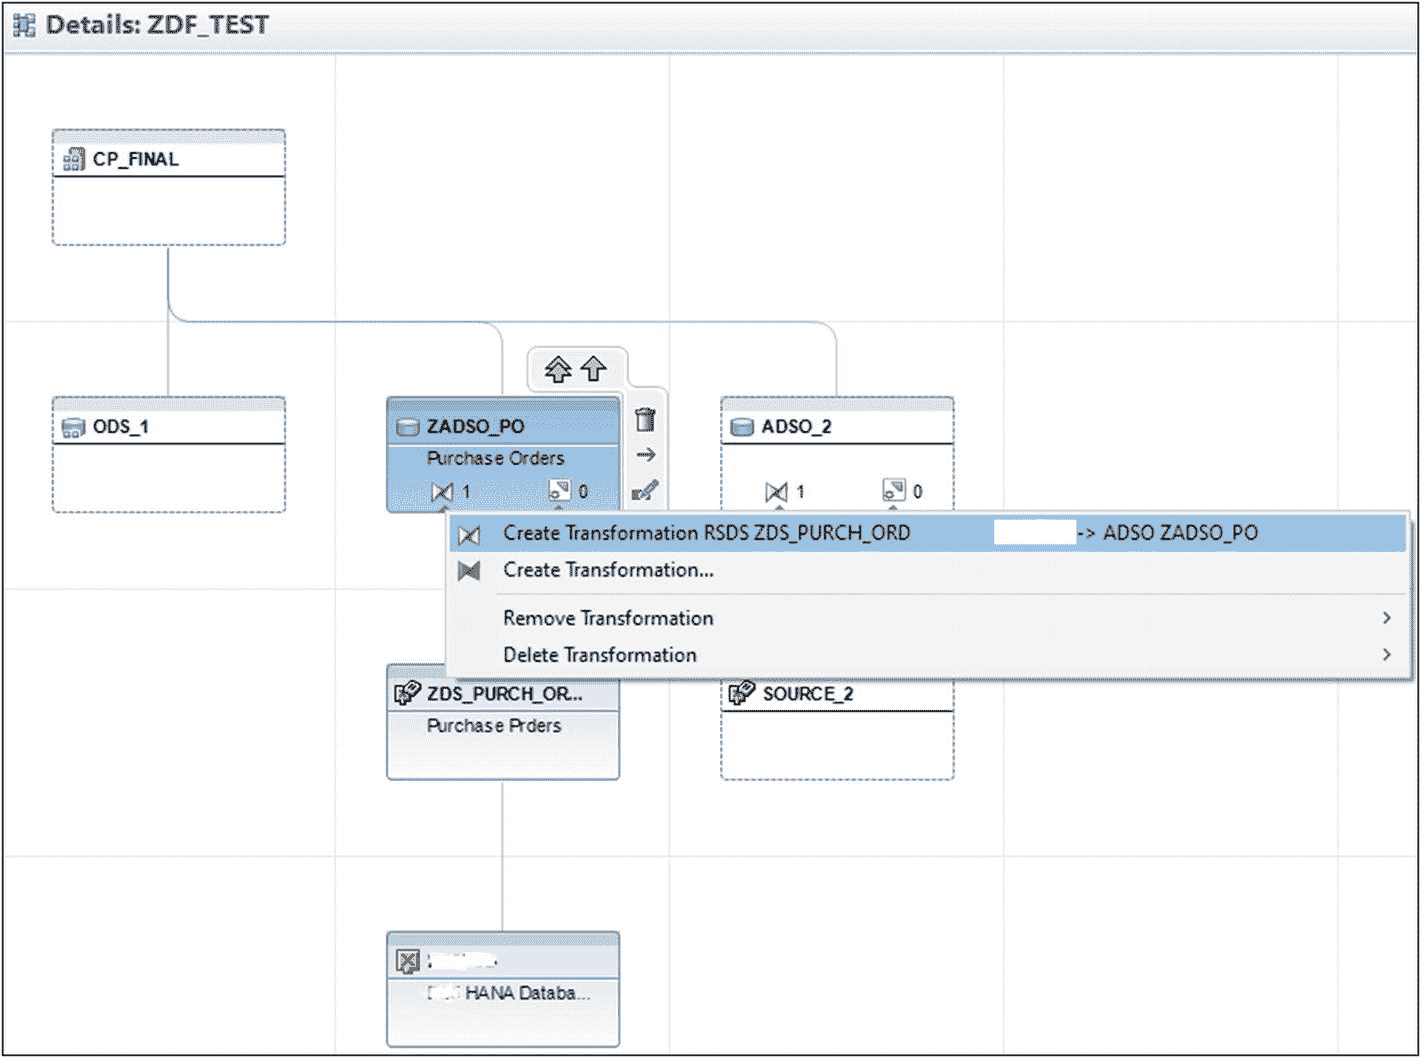 Details: ZDF_TEST
CP_FINAL
ODS_1
ZADSO_PO
Purchase Orders
1
0
ADSO_2
1
0
Create Transformation RSDS ZDS_PURCH_ORD -> ADSO ZADSO_PO
Create Transformation...
Remove Transformation
Delete Transformation
ZDS_PURCH_OR...
Purchase Prders
SOURCE_2
HANA Databa...